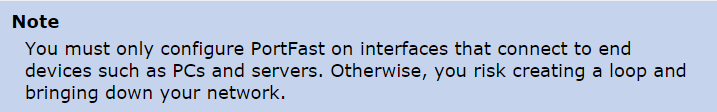 Note
You must only configure PortFast on interfaces that connect to end
devices such as PCs and servers. Otherwise, you risk creating a loop and
bringing down your network.